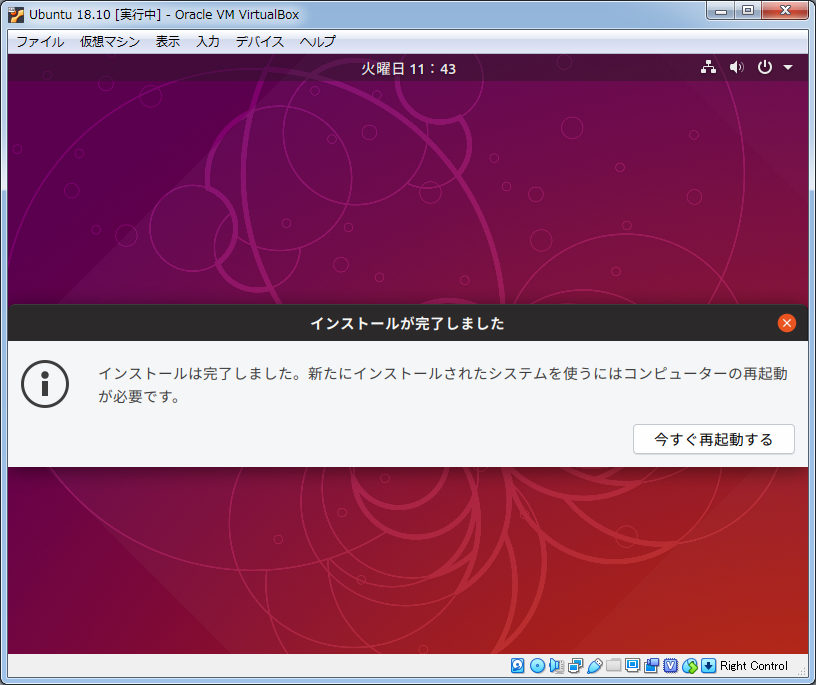 Ubuntu 18.10 [実行中] - Oracle VM VirtualBox
ファイル 仮想マシン 表示 入力 デバイス ヘルプ
火曜日 11：43
インストールが完了しました
インストールは完了しました。新たにインストールされたシステムを使うにはコンピューターの再起動
が必要です。
今すぐ再起動する
Right Control